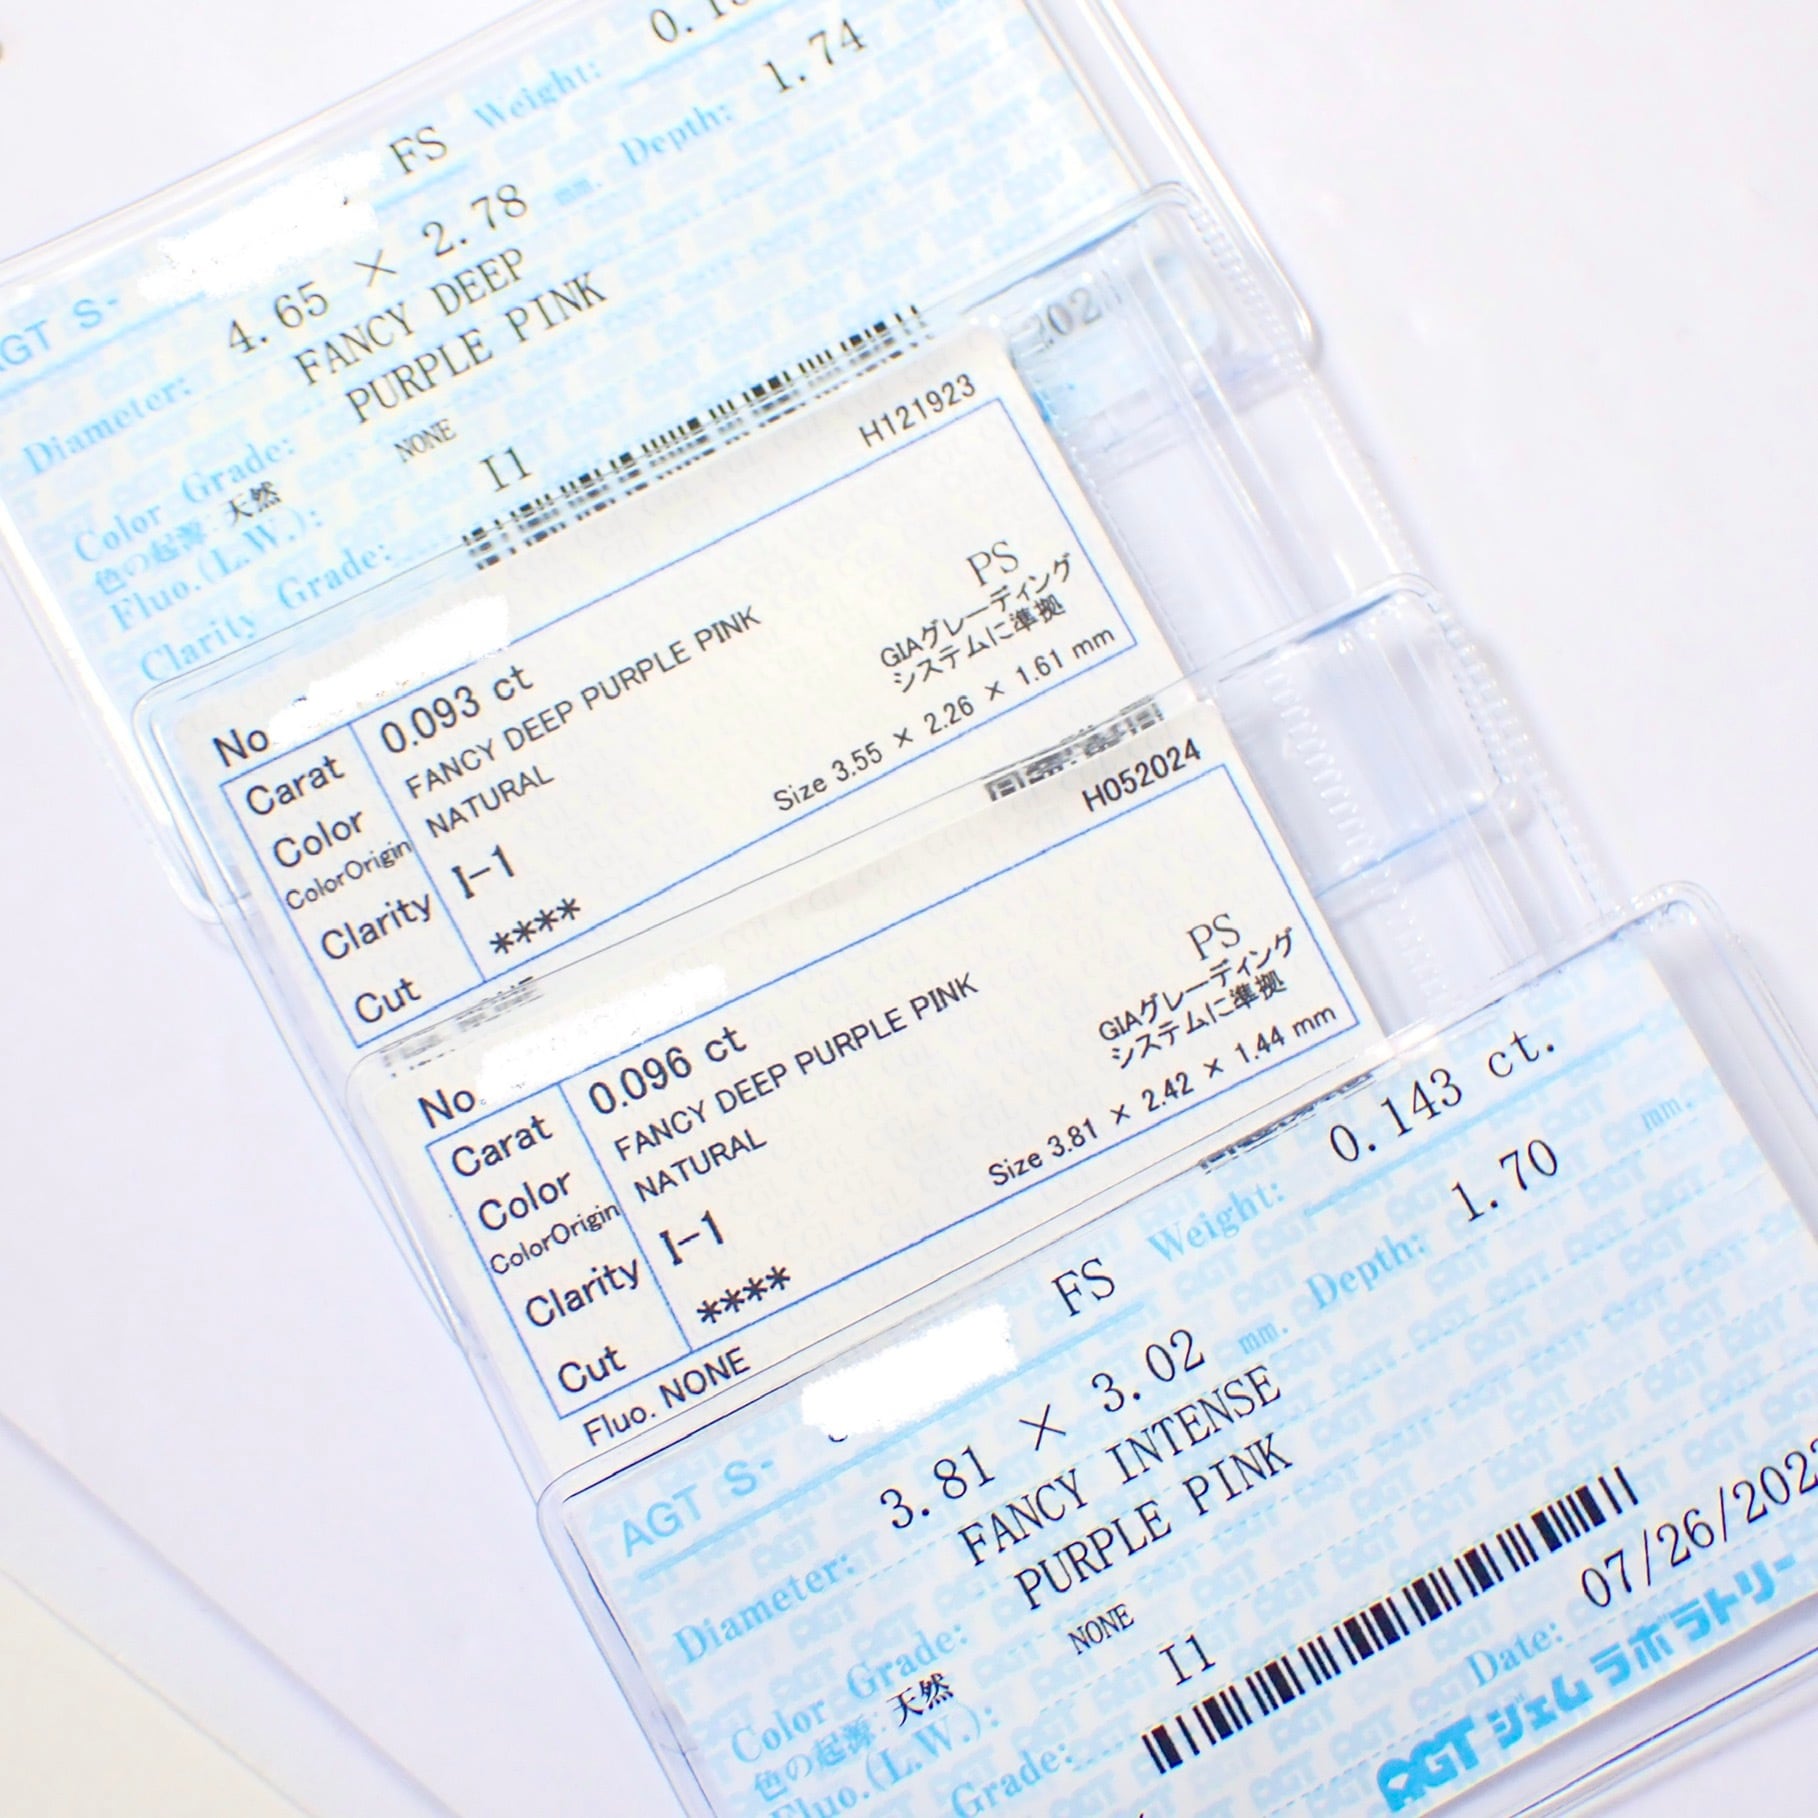 AGT S-
FS
Weight:
4.65 × 2.78 mm.
Depth: 1.74
Diameter:
FANCY DEEP
PURPLE PINK
Color Grade:
色の起源: 天然
NONE
Fluo.(L.W.):
I1
Clarity Grade:
H121923
No
Carat 0.093 ct
Color FANCY DEEP PURPLE PINK
ColorOrigin NATURAL
PS
GIAグレーディング
システムに準拠
Clarity I-1
Size 3.55 × 2.26 × 1.61 mm
Cut ****
H052024
No
Carat 0.096 ct
Color FANCY DEEP PURPLE PINK
ColorOrigin NATURAL
PS
GIAグレーディング
システムに準拠
Clarity I-1
Size 3.81 × 2.42 × 1.44 mm
Cut ****
Fluo. NONE
AGT S-
FS
Weight: 0.143 ct.
Diameter: 3.81 × 3.02 mm.
Depth: 1.70 mm.
Color Grade: FANCY INTENSE
PURPLE PINK
色の起源: 天然
Fluo.(L.W.): NONE
Grade: I1
Date: 07/26/202
AGTジェムラボラトリー